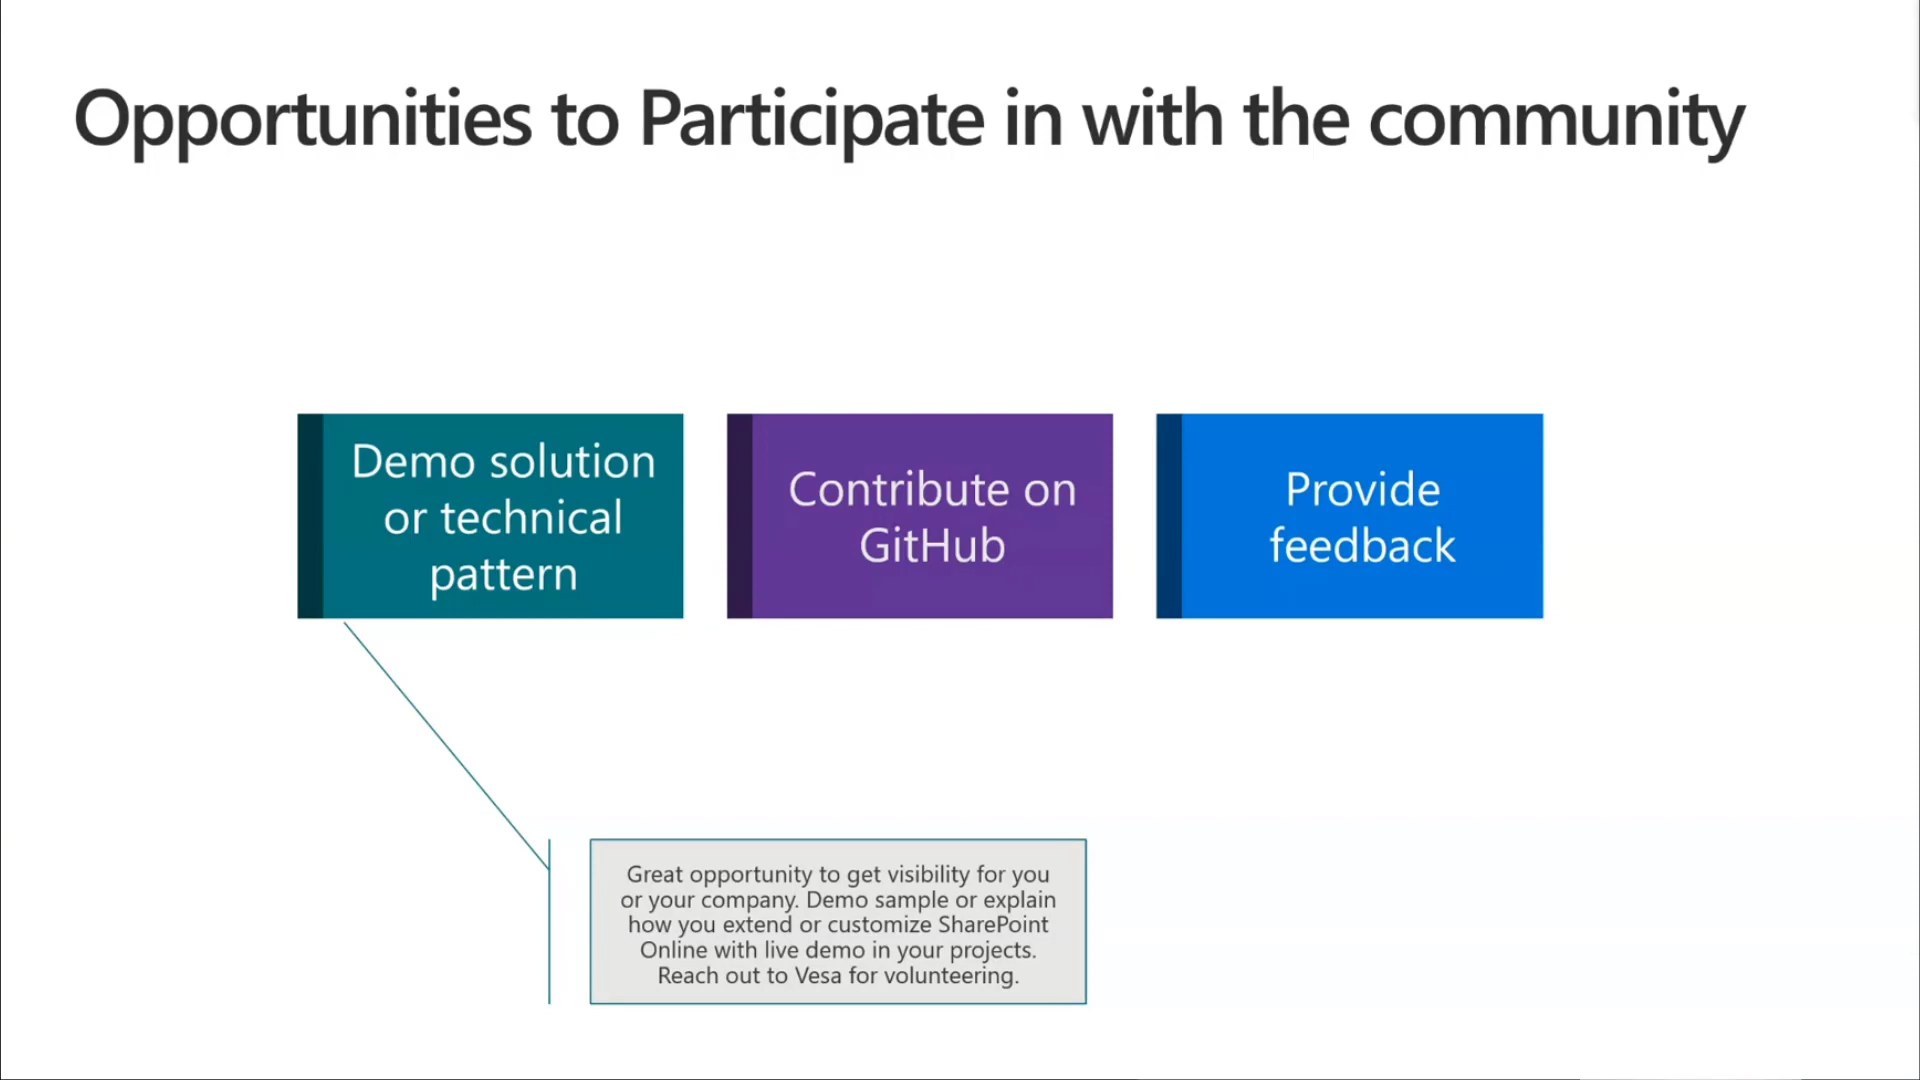 Opportunities to Participate in with the community
Demo solution
or technical
pattern
Contribute on
GitHub
Provide
feedback
Great opportunity to get visibility for you
or your company. Demo sample or explain
how you extend or customize SharePoint
Online with live demo in your projects.
Reach out to Vesa for volunteering.